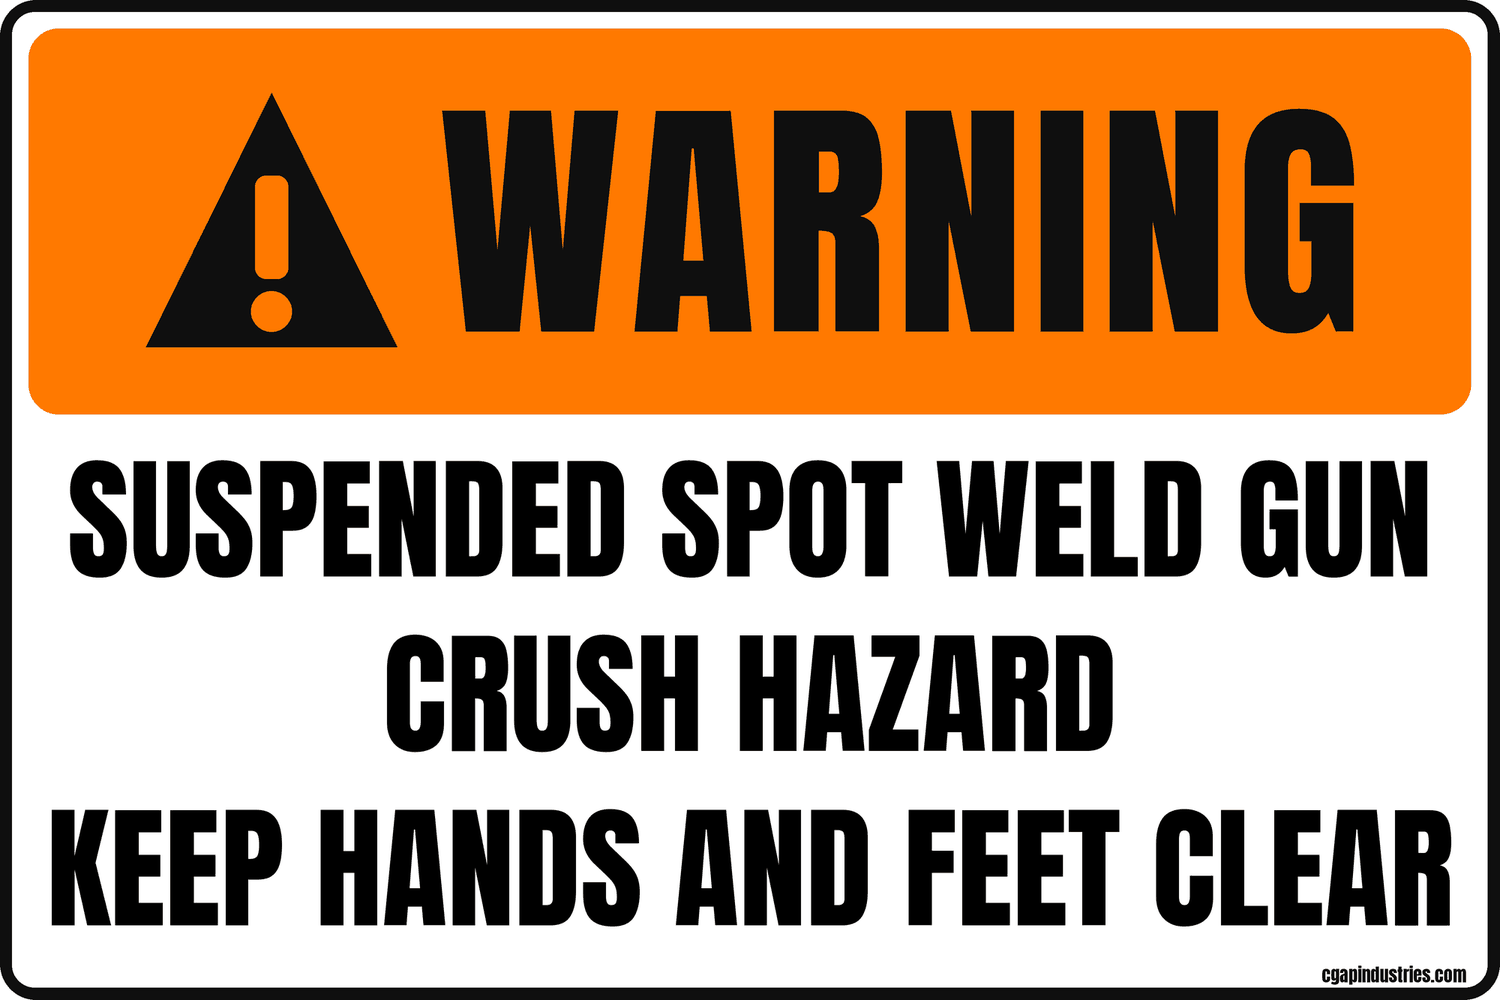 WARNING
SUSPENDED SPOT WELD GUN
CRUSH HAZARD
KEEP HANDS AND FEET CLEAR
cgapindustries.com